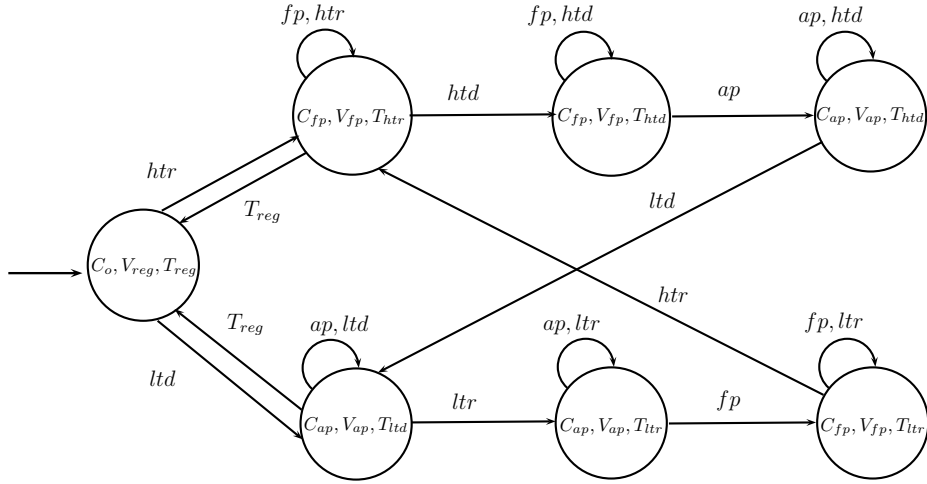 fp, htr
fp, htd
ap, htd
htd
ap
C_{fp}, V_{fp}, T_{htr}
C_{fp}, V_{fp}, T_{htd}
C_{ap}, V_{ap}, T_{htd}
htr
T_{reg}
ltd
C_o, V_{reg}, T_{reg}
htr
T_{reg}
ap, ltd
ap, ltr
fp, ltr
ltd
ltr
fp
C_{ap}, V_{ap}, T_{ltd}
C_{ap}, V_{ap}, T_{ltr}
C_{fp}, V_{fp}, T_{ltr}